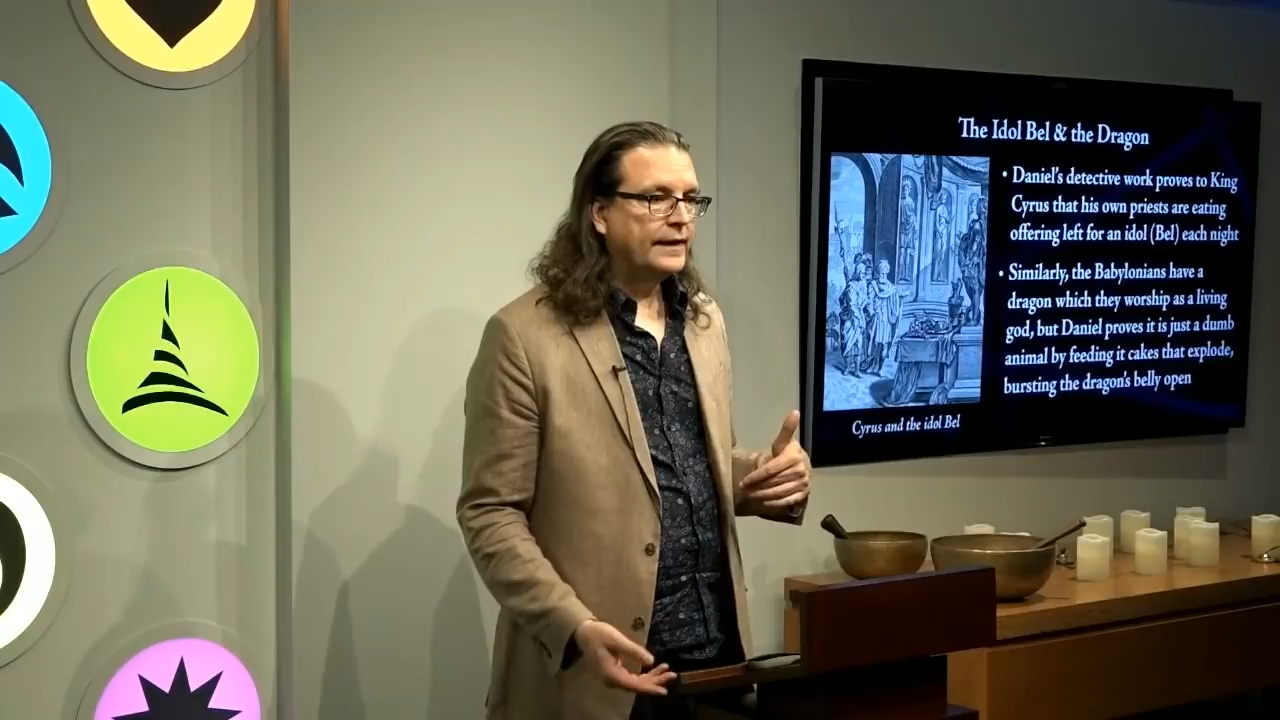 The Idol Bel & the Dragon
• Daniel's detective work proves to King
Cyrus that his own priests are eating
offering left for an idol (Bel) each night
• Similarly, the Babylonians have a
dragon which they worship as a living
god, but Daniel proves it is just a dumb
animal by feeding it cakes that explode,
bursting the dragon's belly open
Cyrus and the idol Bel